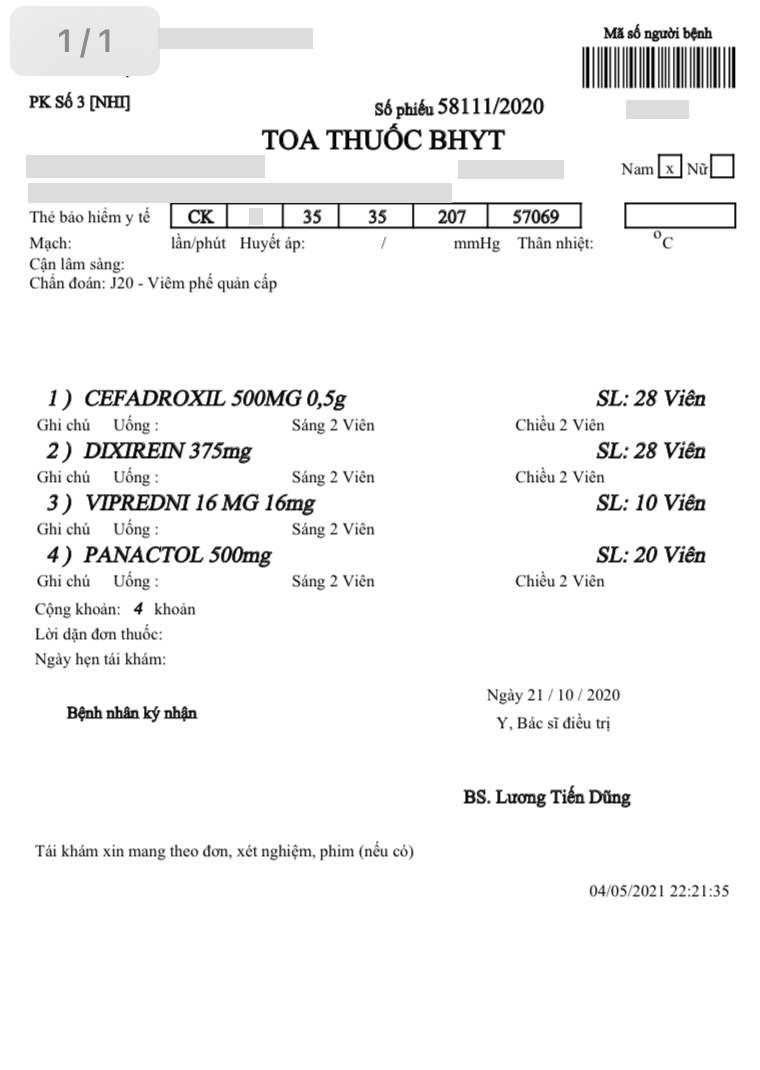 1/1
Mã số người bệnh
PK Số 3 [NHI]
Số phiếu 58111/2020
TOA THUỐC BHYT
Nam x Nữ
Thẻ bảo hiểm y tế CK 35 35 207 57069
Mạch: lần/phút Huyết áp: / mmHg Thân nhiệt: ⁰C
Cận lâm sàng:
Chẩn đoán: J20 - Viêm phế quản cấp
1 ) CEFADROXIL 500MG 0,5g SL: 28 Viên
Ghi chú Uống : Sáng 2 Viên Chiều 2 Viên
2 ) DIXIREIN 375mg SL: 28 Viên
Ghi chú Uống : Sáng 2 Viên Chiều 2 Viên
3 ) VIPREDNI 16 MG 16mg SL: 10 Viên
Ghi chú Uống : Sáng 2 Viên
4 ) PANACTOL 500mg SL: 20 Viên
Ghi chú Uống : Sáng 2 Viên Chiều 2 Viên
Cộng khoản: 4 khoản
Lời dặn đơn thuốc:
Ngày hẹn tái khám:
Ngày 21 / 10 / 2020
Bệnh nhân ký nhận
Y, Bác sĩ điều trị
BS. Lương Tiến Dũng
Tái khám xin mang theo đơn, xét nghiệm, phim (nếu có)
04/05/2021 22:21:35